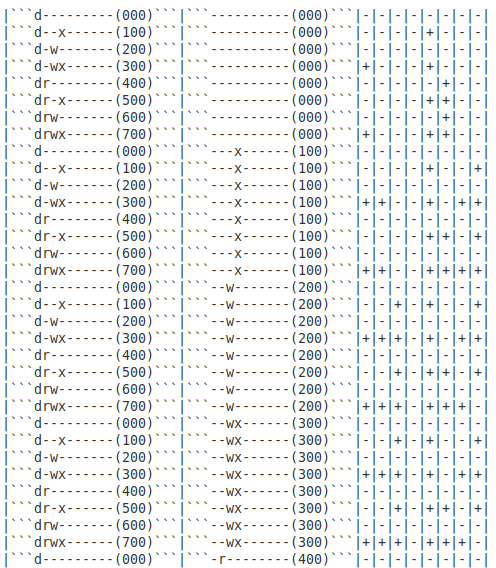 |```d---------(000)```|```----------(000)```|-|-|-|-|-|-|-|-|
|```d--x------(100)```|```----------(000)```|-|-|-|-|+|-|-|-|
|```d-w-------(200)```|```----------(000)```|-|-|-|-|-|-|-|-|
|```d-wx------(300)```|```----------(000)```|+|-|-|-|+|-|-|-|
|```dr--------(400)```|```----------(000)```|-|-|-|-|-|+|-|-|
|```dr-x------(500)```|```----------(000)```|-|-|-|-|+|+|-|-|
|```drw-------(600)```|```----------(000)```|-|-|-|-|-|+|-|-|
|```drwx------(700)```|```----------(000)```|+|-|-|-|+|+|-|-|
|```d---------(000)```|```---x------(100)```|-|-|-|-|-|-|-|-|
|```d--x------(100)```|```---x------(100)```|-|-|-|-|+|-|-|+|
|```d-w-------(200)```|```---x------(100)```|-|-|-|-|-|-|-|-|
|```d-wx------(300)```|```---x------(100)```|+|+|-|-|+|-|+|+|
|```dr--------(400)```|```---x------(100)```|-|-|-|-|-|-|-|-|
|```dr-x------(500)```|```---x------(100)```|-|-|-|-|+|+|-|+|
|```drw-------(600)```|```---x------(100)```|-|-|-|-|-|-|-|-|
|```drwx------(700)```|```---x------(100)```|+|+|-|-|+|+|+|+|
|```d---------(000)```|```--w-------(200)```|-|-|-|-|-|-|-|-|
|```d--x------(100)```|```--w-------(200)```|-|-|+|-|+|-|-|+|
|```d-w-------(200)```|```--w-------(200)```|-|-|-|-|-|-|-|-|
|```d-wx------(300)```|```--w-------(200)```|+|+|+|-|+|-|+|+|
|```dr--------(400)```|```--w-------(200)```|-|-|-|-|-|-|-|-|
|```dr-x------(500)```|```--w-------(200)```|-|-|+|-|+|+|-|+|
|```drw-------(600)```|```--w-------(200)```|-|-|-|-|-|-|-|-|
|```drwx------(700)```|```--w-------(200)```|+|+|+|-|+|+|+|-|
|```d---------(000)```|```--wx------(300)```|-|-|-|-|-|-|-|-|
|```d--x------(100)```|```--wx------(300)```|-|-|+|-|+|-|-|+|
|```d-w-------(200)```|```--wx------(300)```|-|-|-|-|-|-|-|-|
|```d-wx------(300)```|```--wx------(300)```|+|+|+|-|+|-|+|+|
|```dr--------(400)```|```--wx------(300)```|-|-|-|-|-|-|-|-|
|```dr-x------(500)```|```--wx------(300)```|-|-|+|-|+|+|-|+|
|```drw-------(600)```|```--wx------(300)```|-|-|-|-|-|-|-|-|
|```drwx------(700)```|```--wx------(300)```|+|+|+|-|+|+|+|-|
|```d---------(000)```|```-r--------(400)```|-|-|-|-|-|-|-|-|